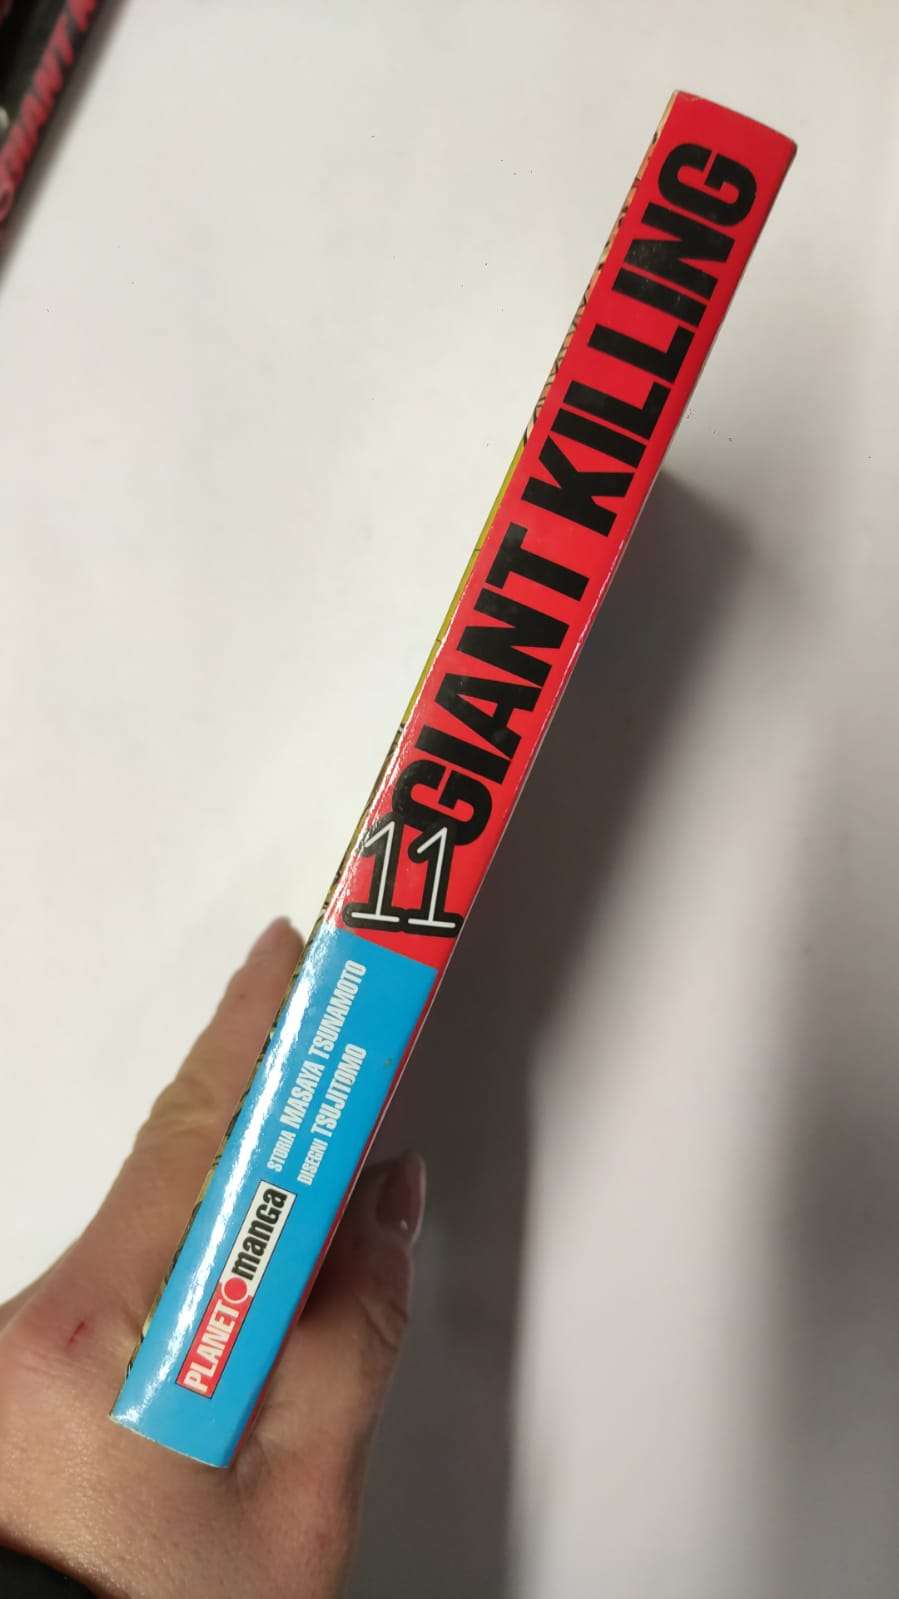 GIANT KILLING
11
STORIA MASAYA TSUNAMOTO
DISEGNI TSUJITOMO
PLANET manga